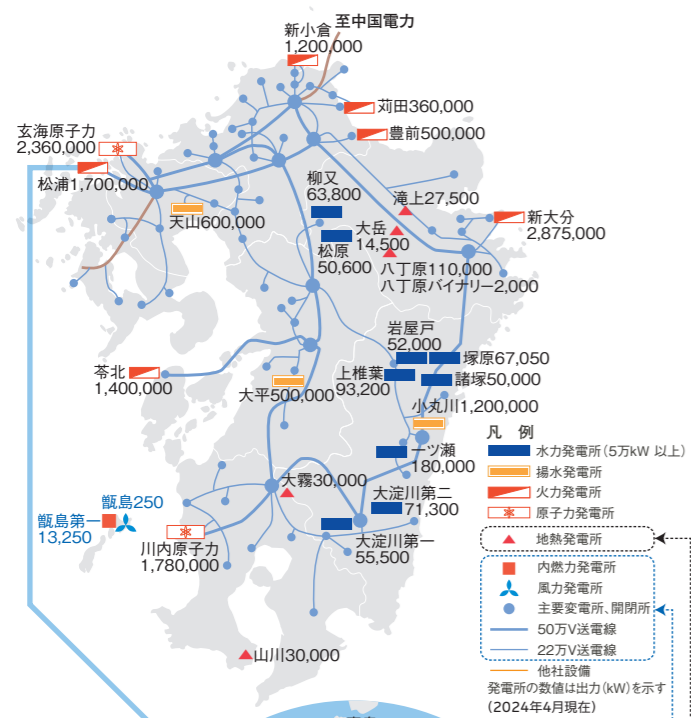 至中国電力
新小倉
1,200,000
苅田360,000
豊前500,000
玄海原子力
2,360,000
松浦1,700,000
天山600,000
柳又
63,800
滝上27,500
松原
50,600
大岳
14,500
新大分
2,875,000
八丁原110,000
八丁原バイナリー2,000
岩屋戸
52,000
塚原67,050
上椎葉
93,200
諸塚50,000
苓北
1,400,000
大平500,000
小丸川1,200,000
一ツ瀬
180,000
大霧30,000
大淀川第二
71,300
大淀川第一
55,500
甑島250
甑島第一
13,250
川内原子力
1,780,000
山川30,000
凡 例
水力発電所(5万kW 以上)
揚水発電所
火力発電所
原子力発電所
地熱発電所
内燃力発電所
風力発電所
主要変電所、開閉所
50万V送電線
22万V送電線
他社設備
発電所の数値は出力(kW)を示す
(2024年4月現在)